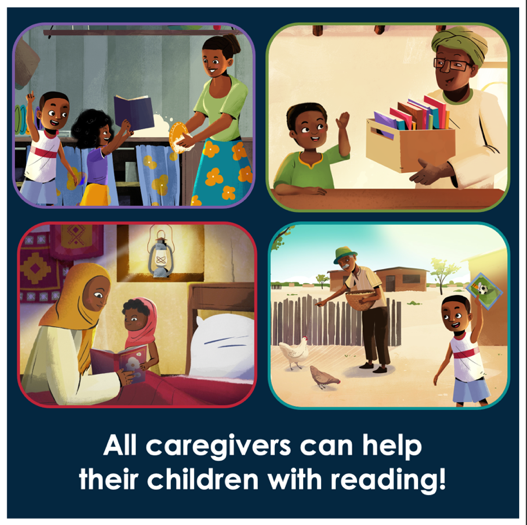 All caregivers can help
their children with reading!